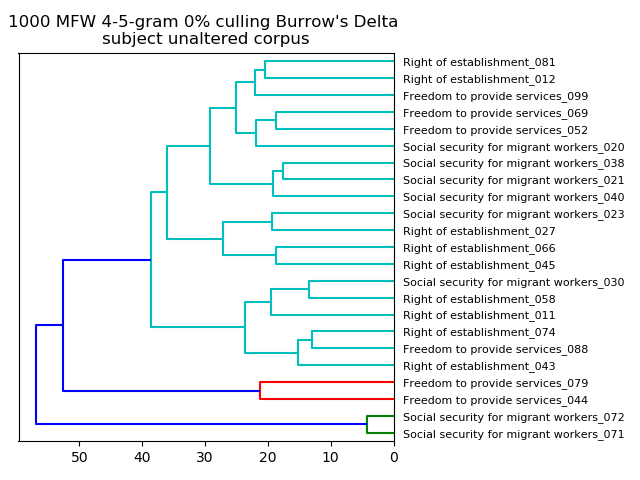 1000 MFW 4-5-gram 0% culling Burrow's Delta
subject unaltered corpus
Right of establishment_081
Right of establishment_012
Freedom to provide services_099
Freedom to provide services_069
Freedom to provide services_052
Social security for migrant workers_020
Social security for migrant workers_038
Social security for migrant workers_021
Social security for migrant workers_040
Social security for migrant workers_023
Right of establishment_027
Right of establishment_066
Right of establishment_045
Social security for migrant workers_030
Right of establishment_058
Right of establishment_011
Right of establishment_074
Freedom to provide services_088
Right of establishment_043
Freedom to provide services_079
Freedom to provide services_044
Social security for migrant workers_072
Social security for migrant workers_071
50 40 30 20 10 0